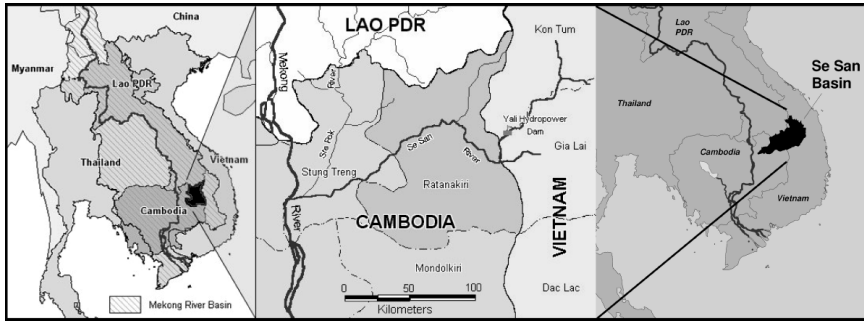 China
Myanmar
Lao PDR
Thailand
Vietnam
Cambodia
Mekong River Basin
LAO PDR
Kon Tum
Mekong
River
Yali Hydropower
Dam
Gia Lai
Se San
River
Stung Treng
Ratanakiri
River
CAMBODIA
VIETNAM
Mondolkiri
Dac Lac
0 50 100
Kilometers
Lao
PDR
Se San
Basin
Thailand
Cambodia
Vietnam